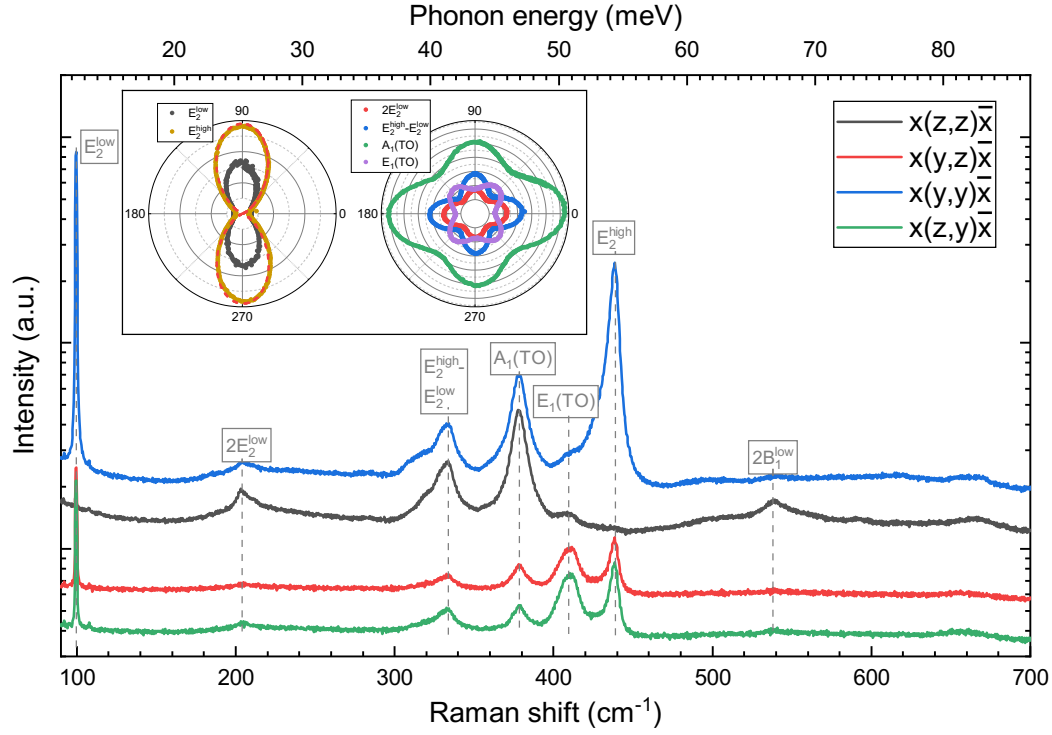 Phonon energy (meV)
20 30 40 50 60 70 80
x(z,z)x̅
x(y,z)x̅
x(y,y)x̅
x(z,y)x̅
E₂ˡᵒʷ
E₂ʰⁱᵍʰ
90
180
0
270
2E₂ˡᵒʷ
E₂ʰⁱᵍʰ-E₂ˡᵒʷ
A₁(TO)
E₁(TO)
90
180
0
270
E₂ˡᵒʷ
2E₂ˡᵒʷ
E₂ʰⁱᵍʰ-
E₂ˡᵒʷ
A₁(TO)
E₁(TO)
E₂ʰⁱᵍʰ
2B₁ˡᵒʷ
Intensity (a.u.)
100 200 300 400 500 600 700
Raman shift (cm⁻¹)